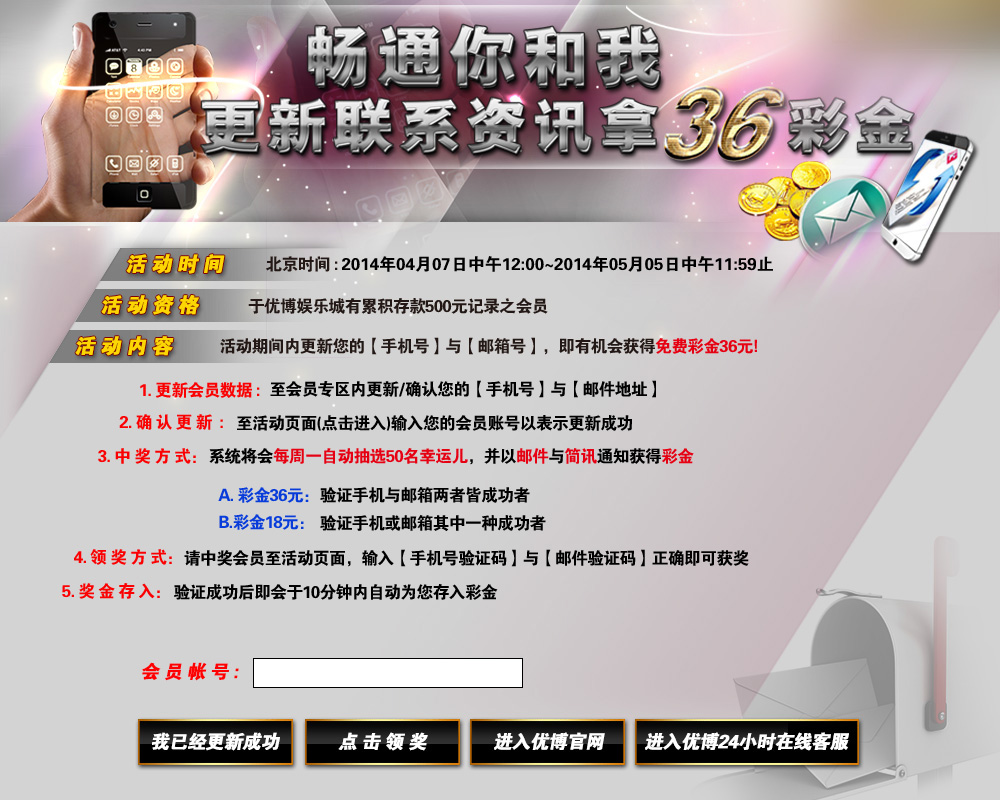 畅通你和我
更新联系资讯拿36彩金
活动时间 北京时间 : 2014年04月07日中午12:00~2014年05月05日中午11:59止
活动资格 于优博娱乐城有累积存款500元记录之会员
活动内容 活动期间内更新您的【手机号】与【邮箱号】，即有机会获得免费彩金36元!
1. 更新会员数据： 至会员专区内更新/确认您的【手机号】与【邮件地址】
2. 确认更新： 至活动页面(点击进入)输入您的会员账号以表示更新成功
3. 中奖方式： 系统将会每周一自动抽选50名幸运儿，并以邮件与简讯通知获得彩金
A. 彩金36元： 验证手机与邮箱两者皆成功者
B.彩金18元： 验证手机或邮箱其中一种成功者
4. 领奖方式： 请中奖会员至活动页面，输入【手机号验证码】与【邮件验证码】正确即可获奖
5. 奖金存入： 验证成功后即会于10分钟内自动为您存入彩金
会员帐号：
我已经更新成功 点击领奖 进入优博官网 进入优博24小时在线客服